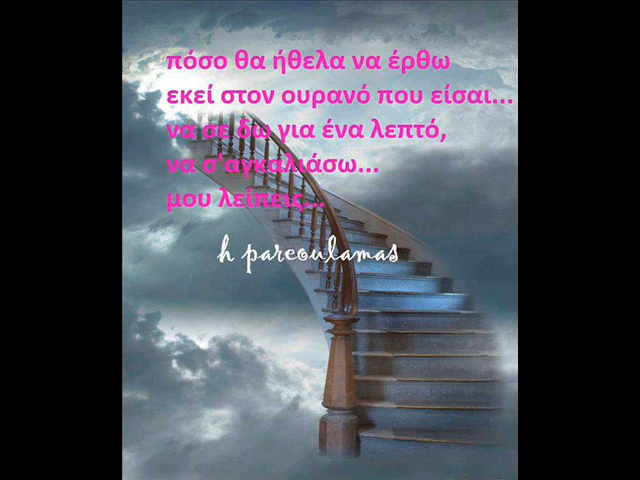 πόσο θα ήθελα να έρθω
εκεί στον ουρανό που είσαι...
να σε δω για ένα λεπτό,
να σ'αγκαλιάσω...
μου λείπεις...
h pareoulamas